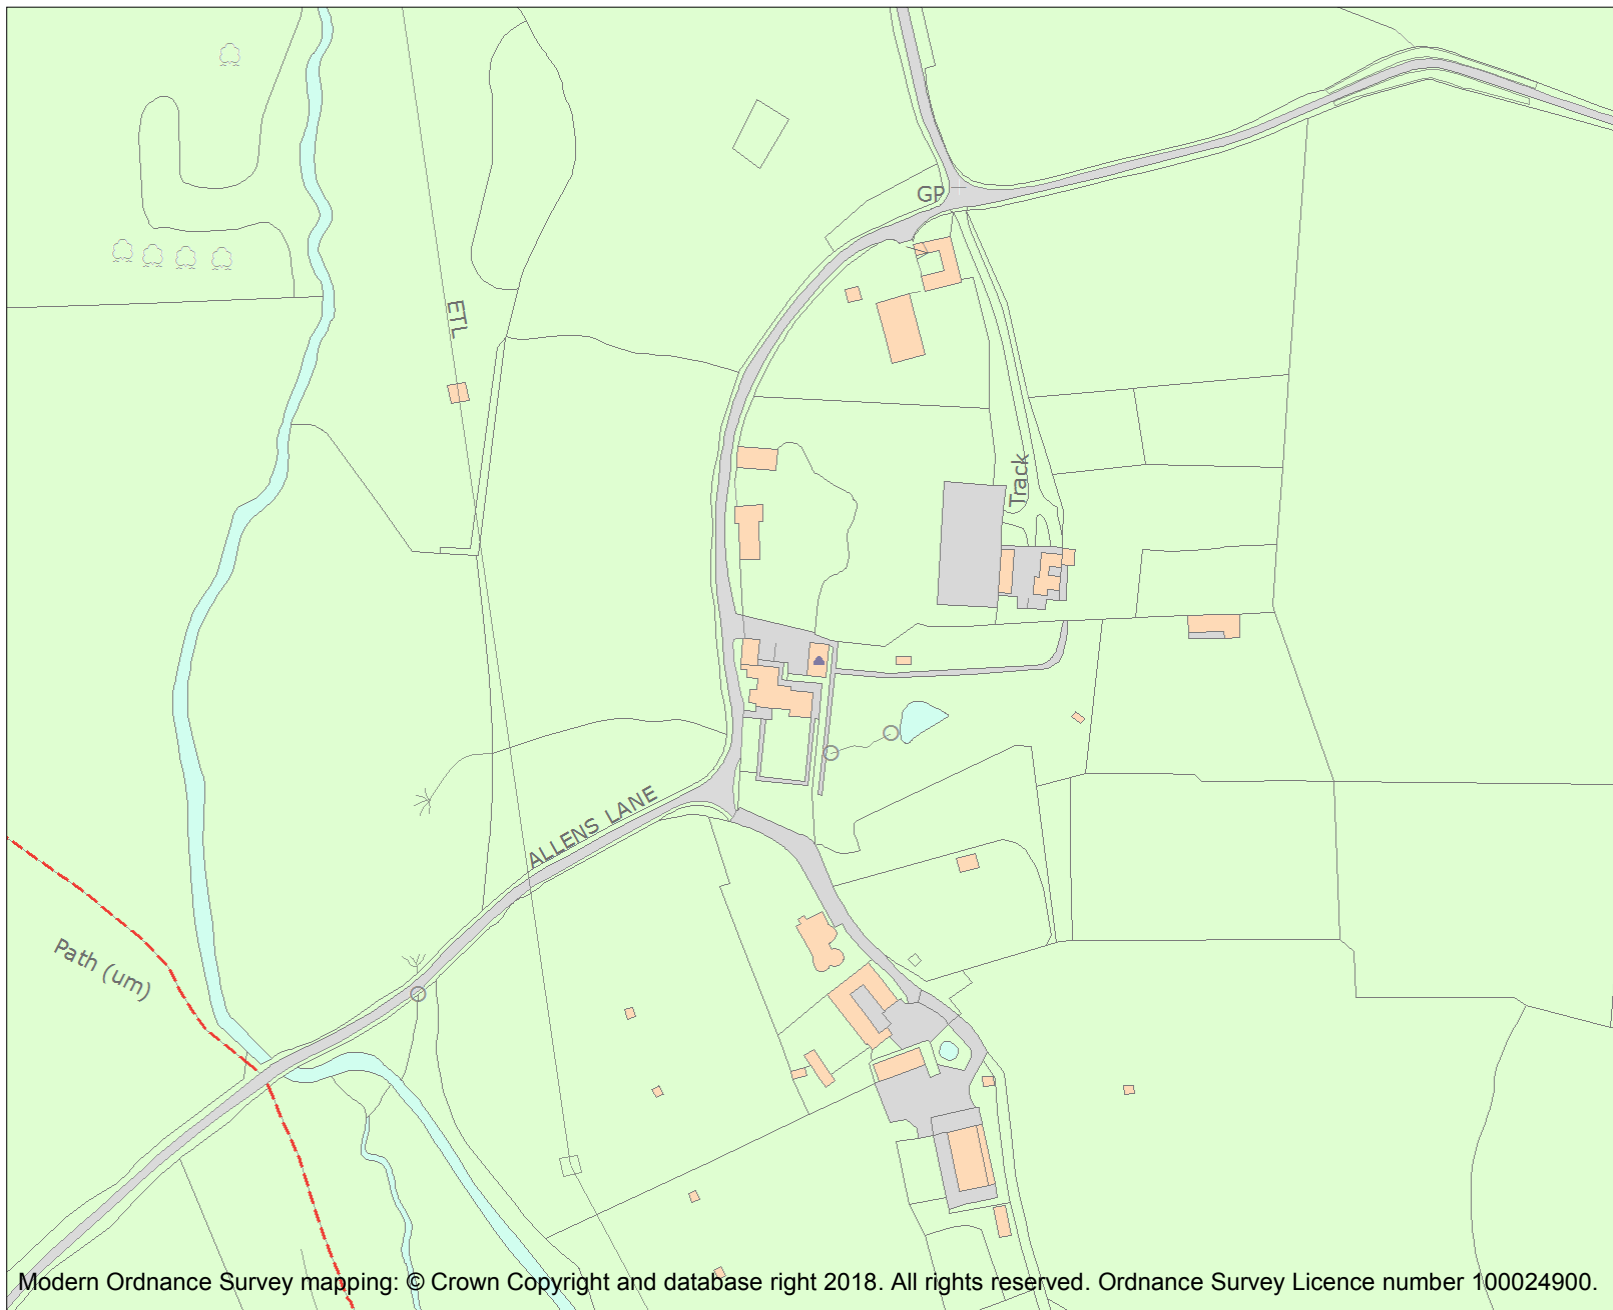 GP
ETL
Track
ALLENS LANE
Path (um)
Modern Ordnance Survey mapping: © Crown Copyright and database right 2018. All rights reserved. Ordnance Survey Licence number 100024900.